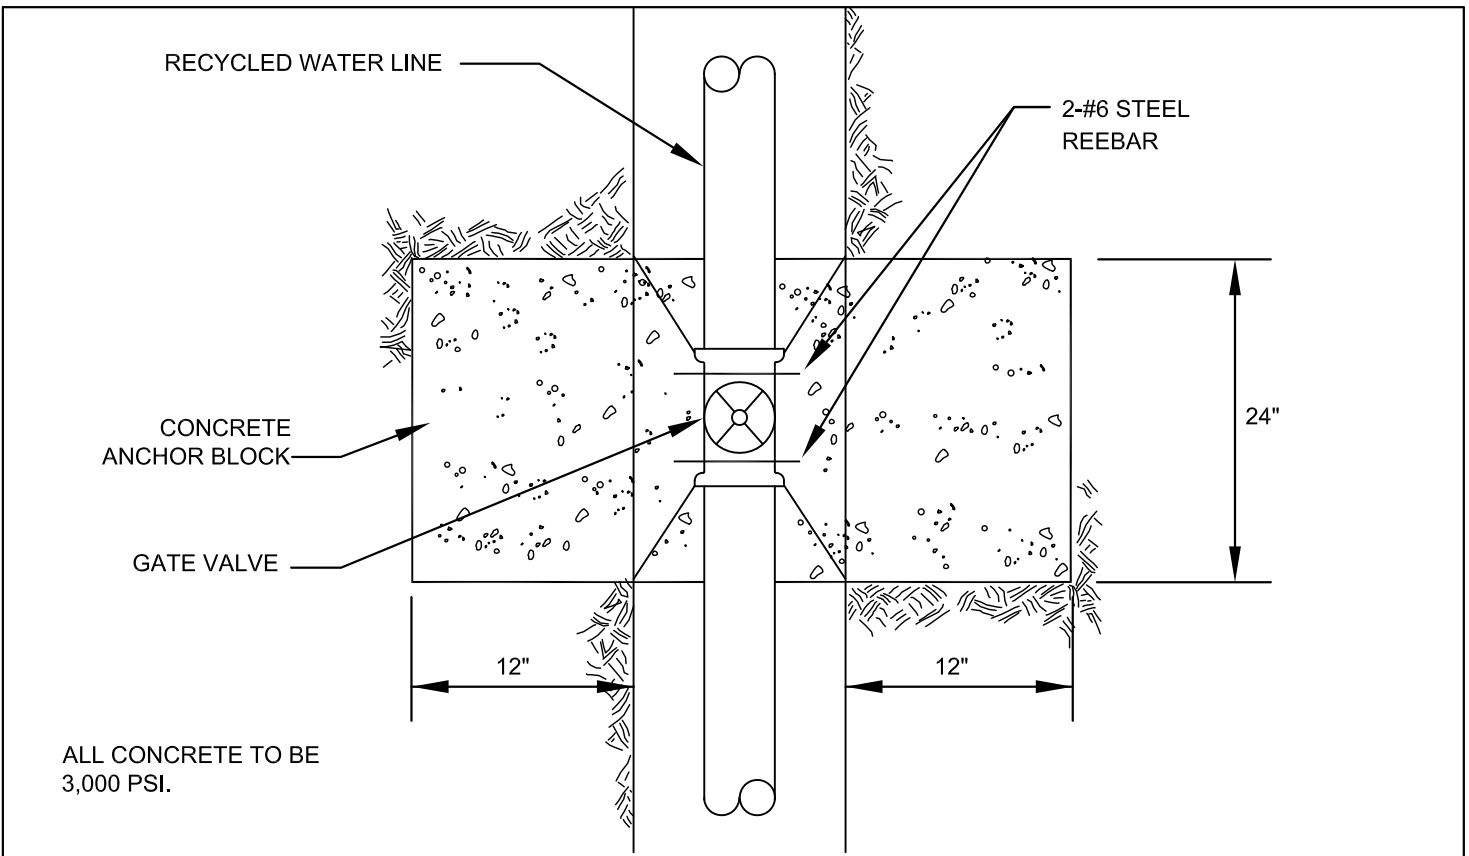 RECYCLED WATER LINE
2-#6 STEEL
REEBAR
CONCRETE
ANCHOR BLOCK
24"
GATE VALVE
12"
12"
ALL CONCRETE TO BE
3,000 PSI.